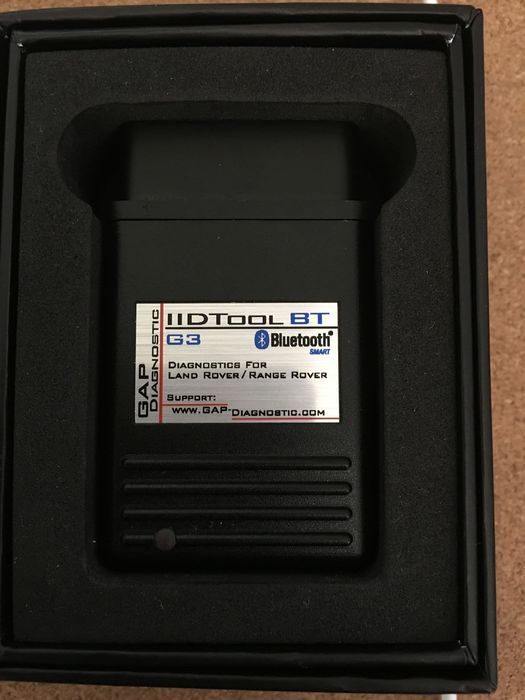 GAP
DIAGNOSTIC
IIDTOOL BT
G3
Bluetooth®
SMART
DIAGNOSTICS FOR
LAND ROVER/RANGE ROVER
SUPPORT:
WWW.GAP-DIAGNOSTIC.COM